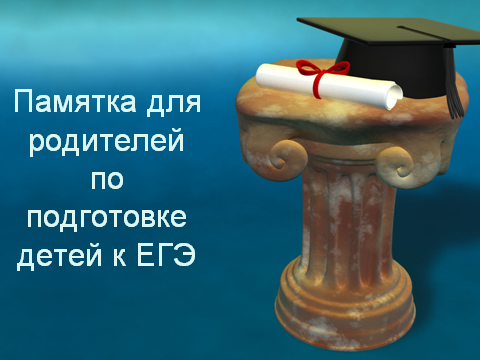 Памятка для
родителей
по
подготовке
детей к ЕГЭ